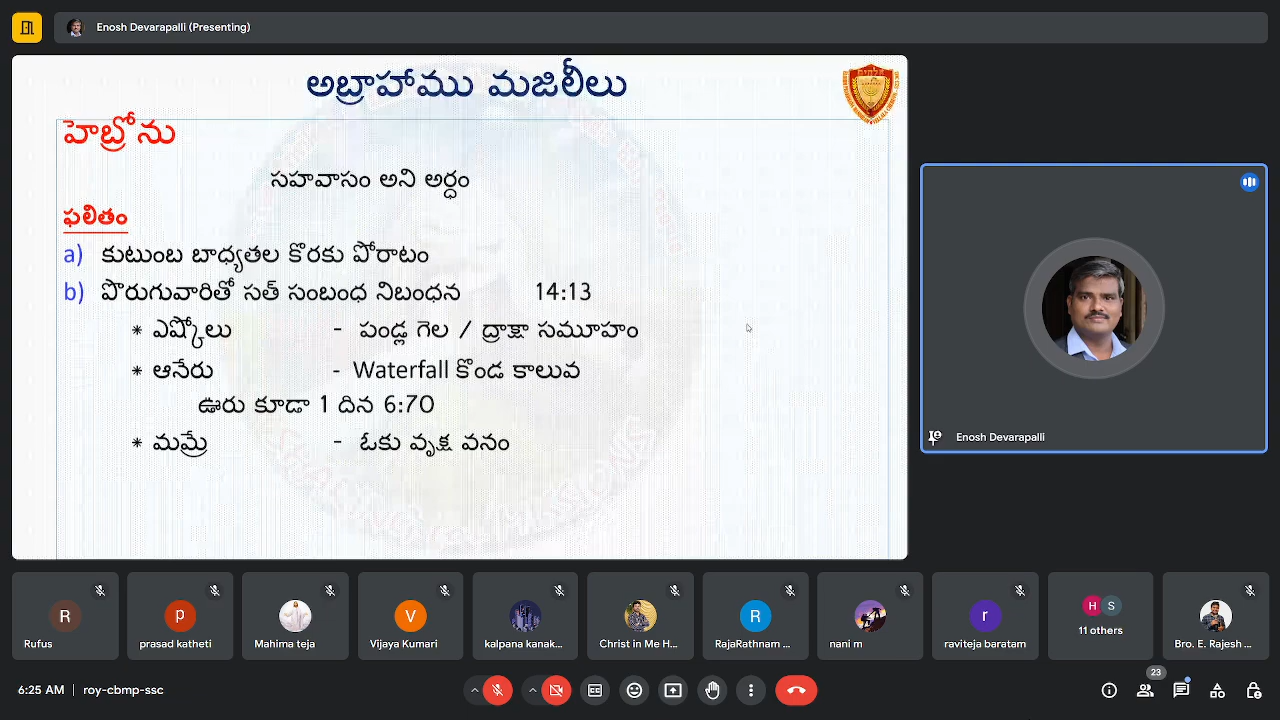 Enosh Devarapalli (Presenting)
అబ్రాహాము మజిలీలు
హెబ్రోను
సహవాసం అని అర్ధం
ఫలితం
a) కుటుంబ బాధ్యతల కొరకు పోరాటం
b) పొరుగువారితో సత్ సంబంధ నిబంధన 14:13
* ఎష్కోలు - పండ్ల గెల / ద్రాక్షా సమూహం
* ఆనేరు - Waterfall కొండ కాలువ
ఊరు కూడా 1 దిన 6:70
* మమ్రే - ఓకు వృక్ష వనం
Enosh Devarapalli
R
Rufus
p
prasad katheti
Mahima teja
V
Vijaya Kumari
kalpana kanak...
Christ in Me H...
R
RajaRathnam ...
nani m
r
raviteja baratam
H S
11 others
Bro. E. Rajesh ...
6:25 AM | roy-cbmp-ssc
23